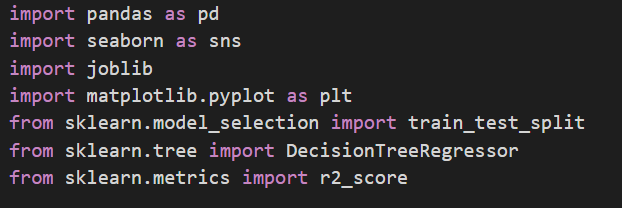 import pandas as pd
import seaborn as sns
import joblib
import matplotlib.pyplot as plt
from sklearn.model_selection import train_test_split
from sklearn.tree import DecisionTreeRegressor
from sklearn.metrics import r2_score